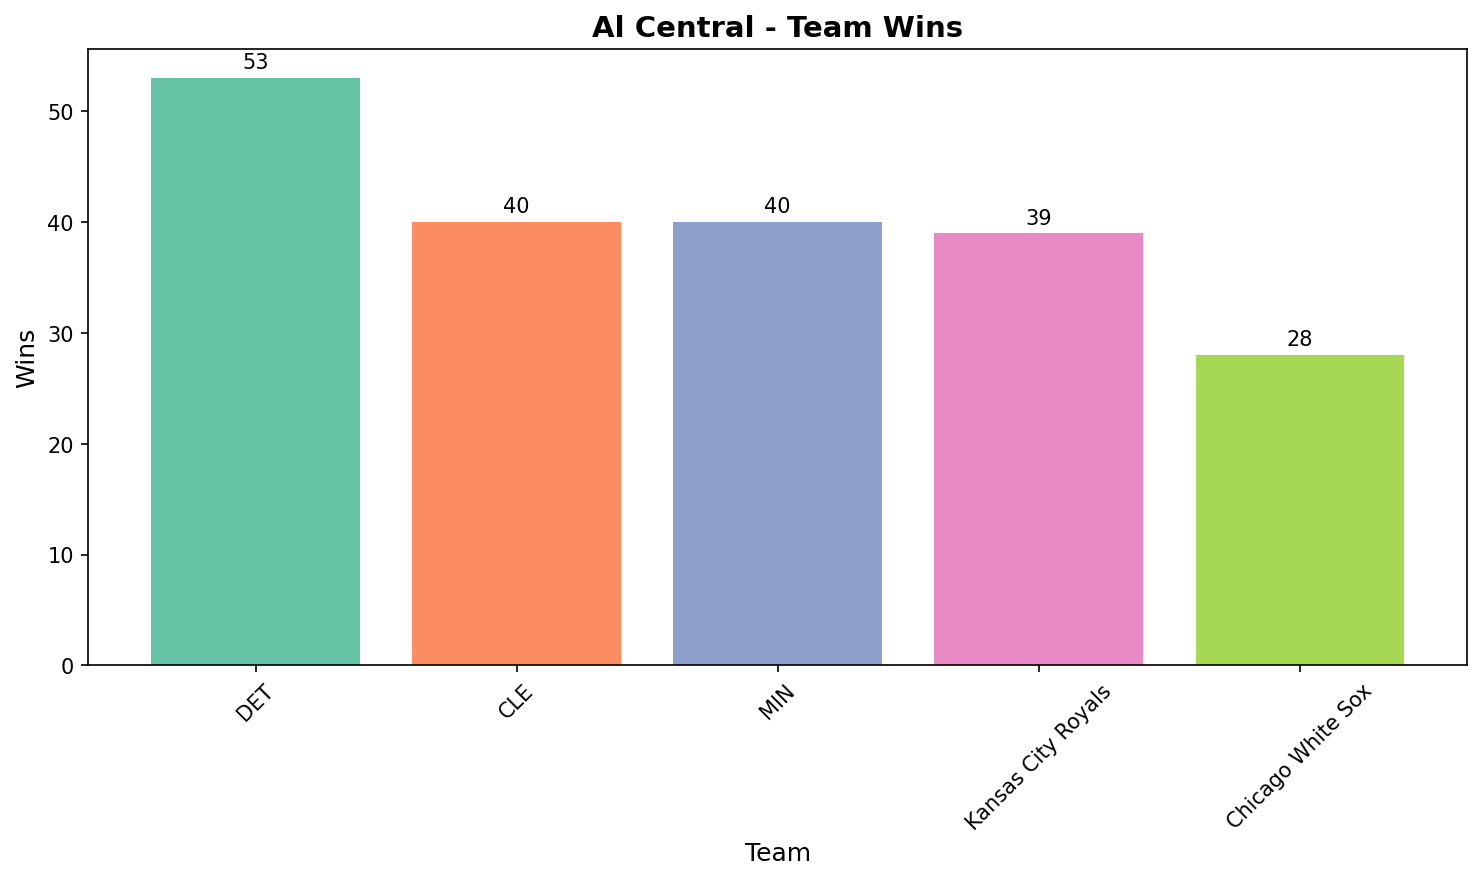 Al Central - Team Wins
53
40
40
39
28
50
40
30
20
10
0
Wins
DET
CLE
MIN
Kansas City Royals
Chicago White Sox
Team